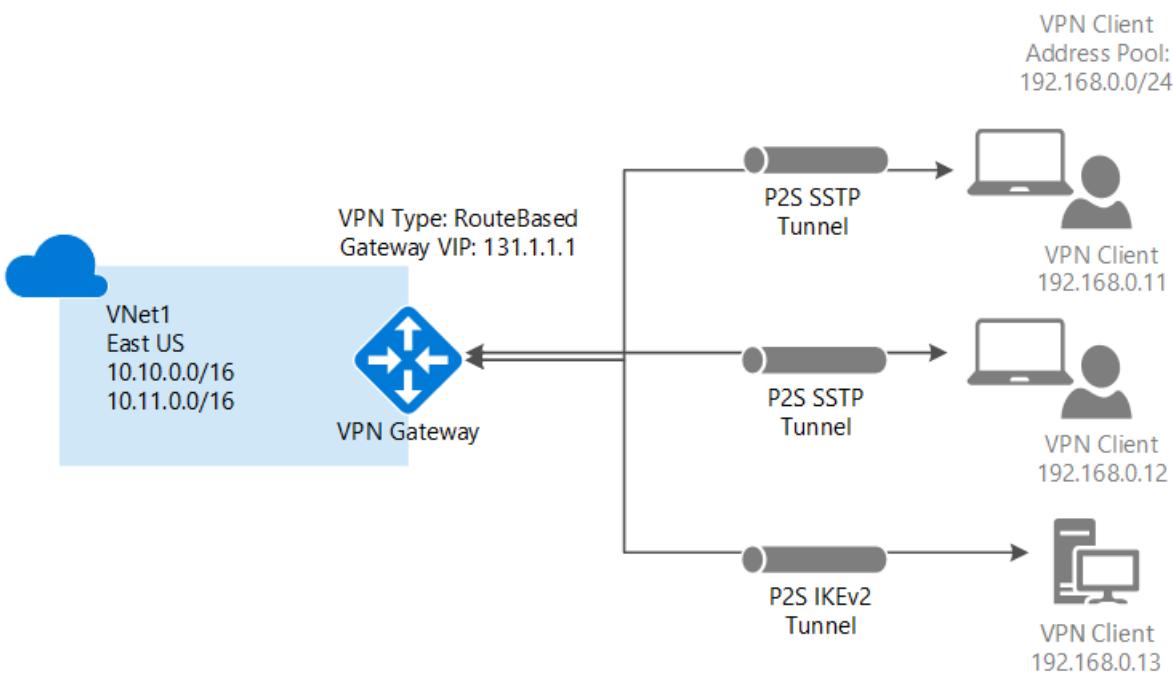 VPN Client
Address Pool:
192.168.0.0/24
P2S SSTP
Tunnel
VPN Client
192.168.0.11
VPN Type: RouteBased
Gateway VIP: 131.1.1.1
VNet1
East US
10.10.0.0/16
10.11.0.0/16
VPN Gateway
P2S SSTP
Tunnel
VPN Client
192.168.0.12
P2S IKEv2
Tunnel
VPN Client
192.168.0.13